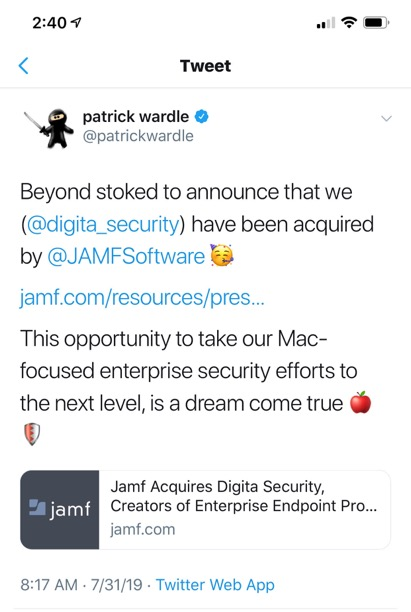 2:40
Tweet
patrick wardle
@patrickwardle
Beyond stoked to announce that we
(@digita_security) have been acquired
by @JAMFSoftware 🥳
jamf.com/resources/pres...
This opportunity to take our Mac-
focused enterprise security efforts to
the next level, is a dream come true 🍎
🛡
jamf
Jamf Acquires Digita Security,
Creators of Enterprise Endpoint Pro...
jamf.com
8:17 AM · 7/31/19 · Twitter Web App